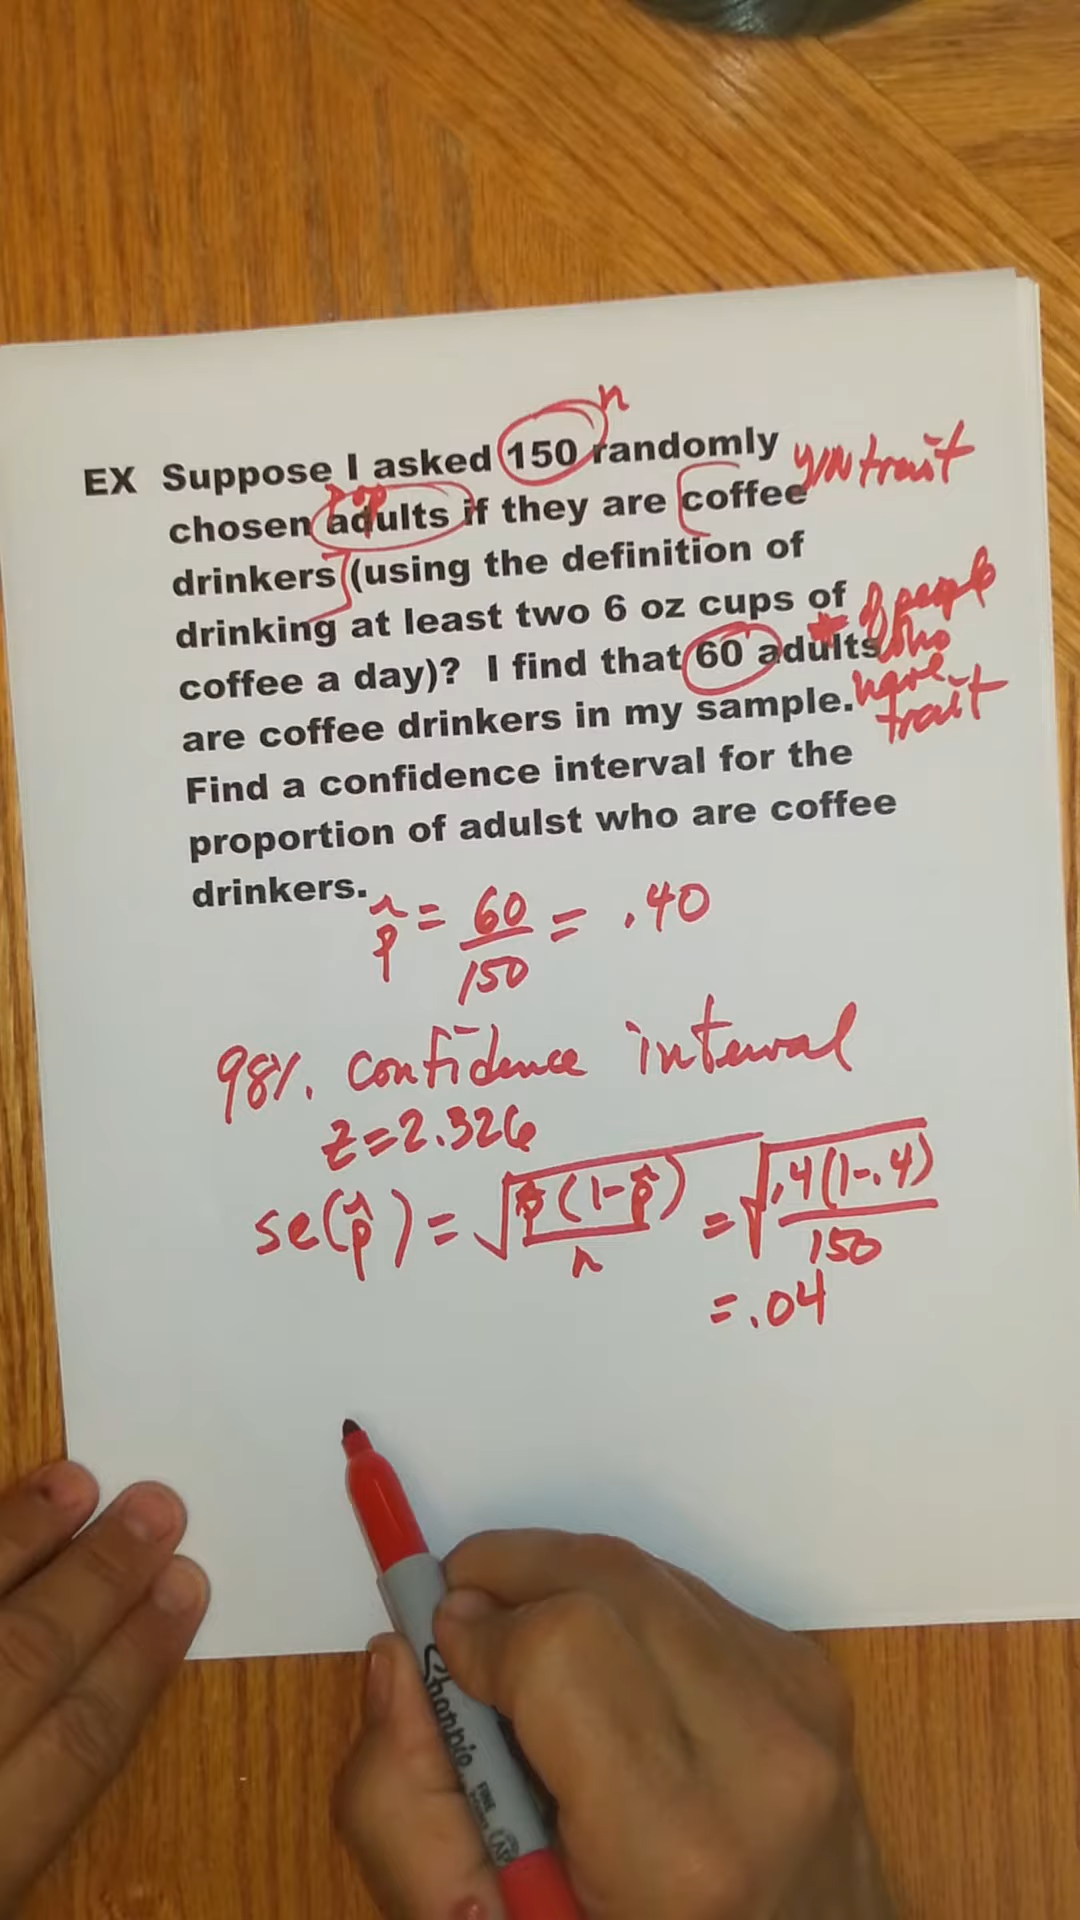 n
EX Suppose I asked 150 randomly
y/n trait
pop
chosen adults if they are coffee
drinkers (using the definition of
drinking at least two 6 oz cups of
# of people
coffee a day)? I find that 60 adults
who
are coffee drinkers in my sample.
have
trait
Find a confidence interval for the
proportion of adulst who are coffee
drinkers.
p̂ = 60/150 = .40
98% confidence interval
z=2.326
se(p̂) = √(p̂(1-p̂)/n) = √(.4(1-.4)/150)
=.04
Sharpie
FINE